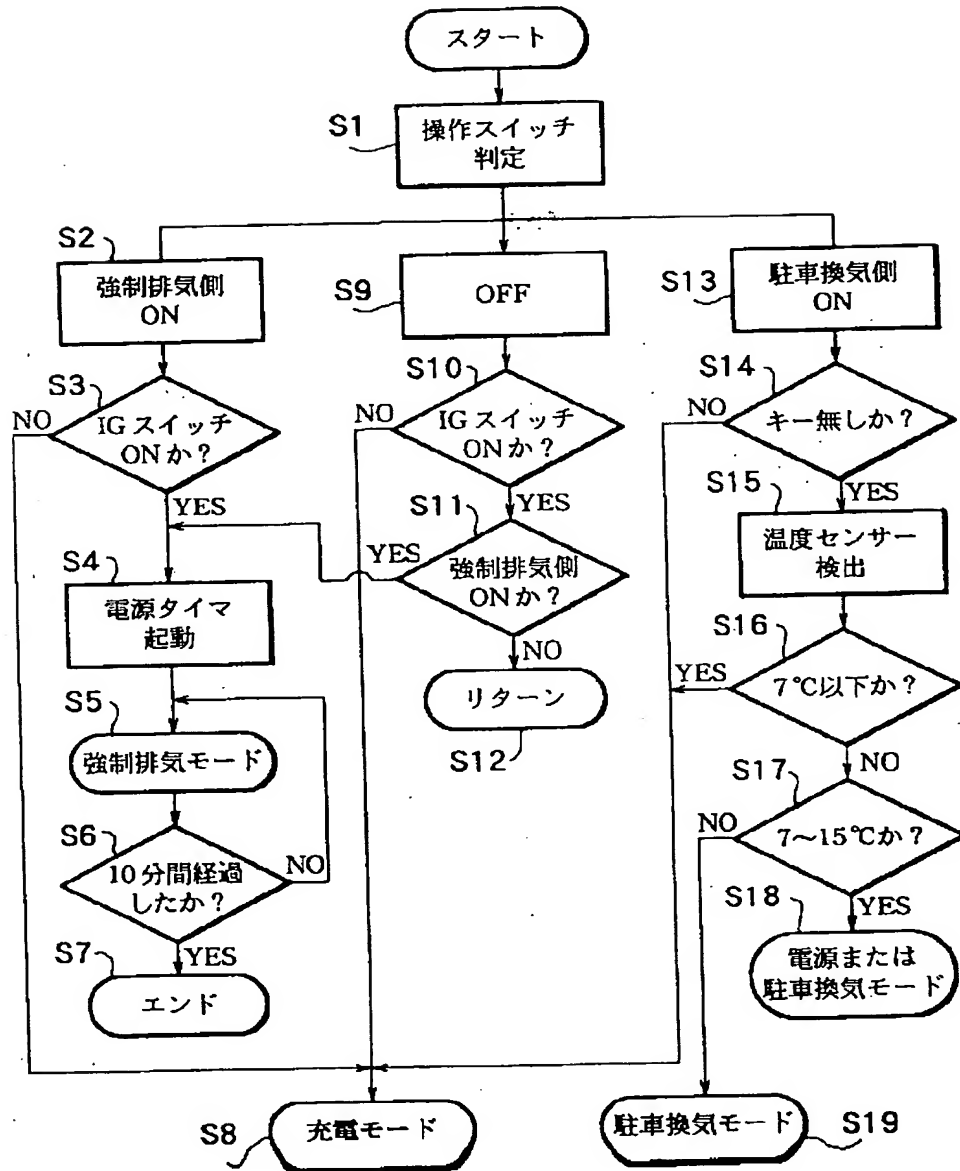 スタート
S1
操作スイッチ
判定
S2
強制排気側
ON
S9
OFF
S13
駐車換気側
ON
S3
NO
IGスイッチ
ONか？
YES
S10
NO
IGスイッチ
ONか？
YES
S14
NO
キー無しか？
YES
S11
YES
強制排気側
ONか？
NO
S15
温度センサー
検出
S4
電源タイマ
起動
リターン
S12
S16
YES
7℃以下か？
NO
S5
強制排気モード
S6
10分間経過
したか？
NO
YES
S17
NO
7～15℃か？
YES
S7
エンド
S18
電源または
駐車換気モード
S8
充電モード
駐車換気モード
S19